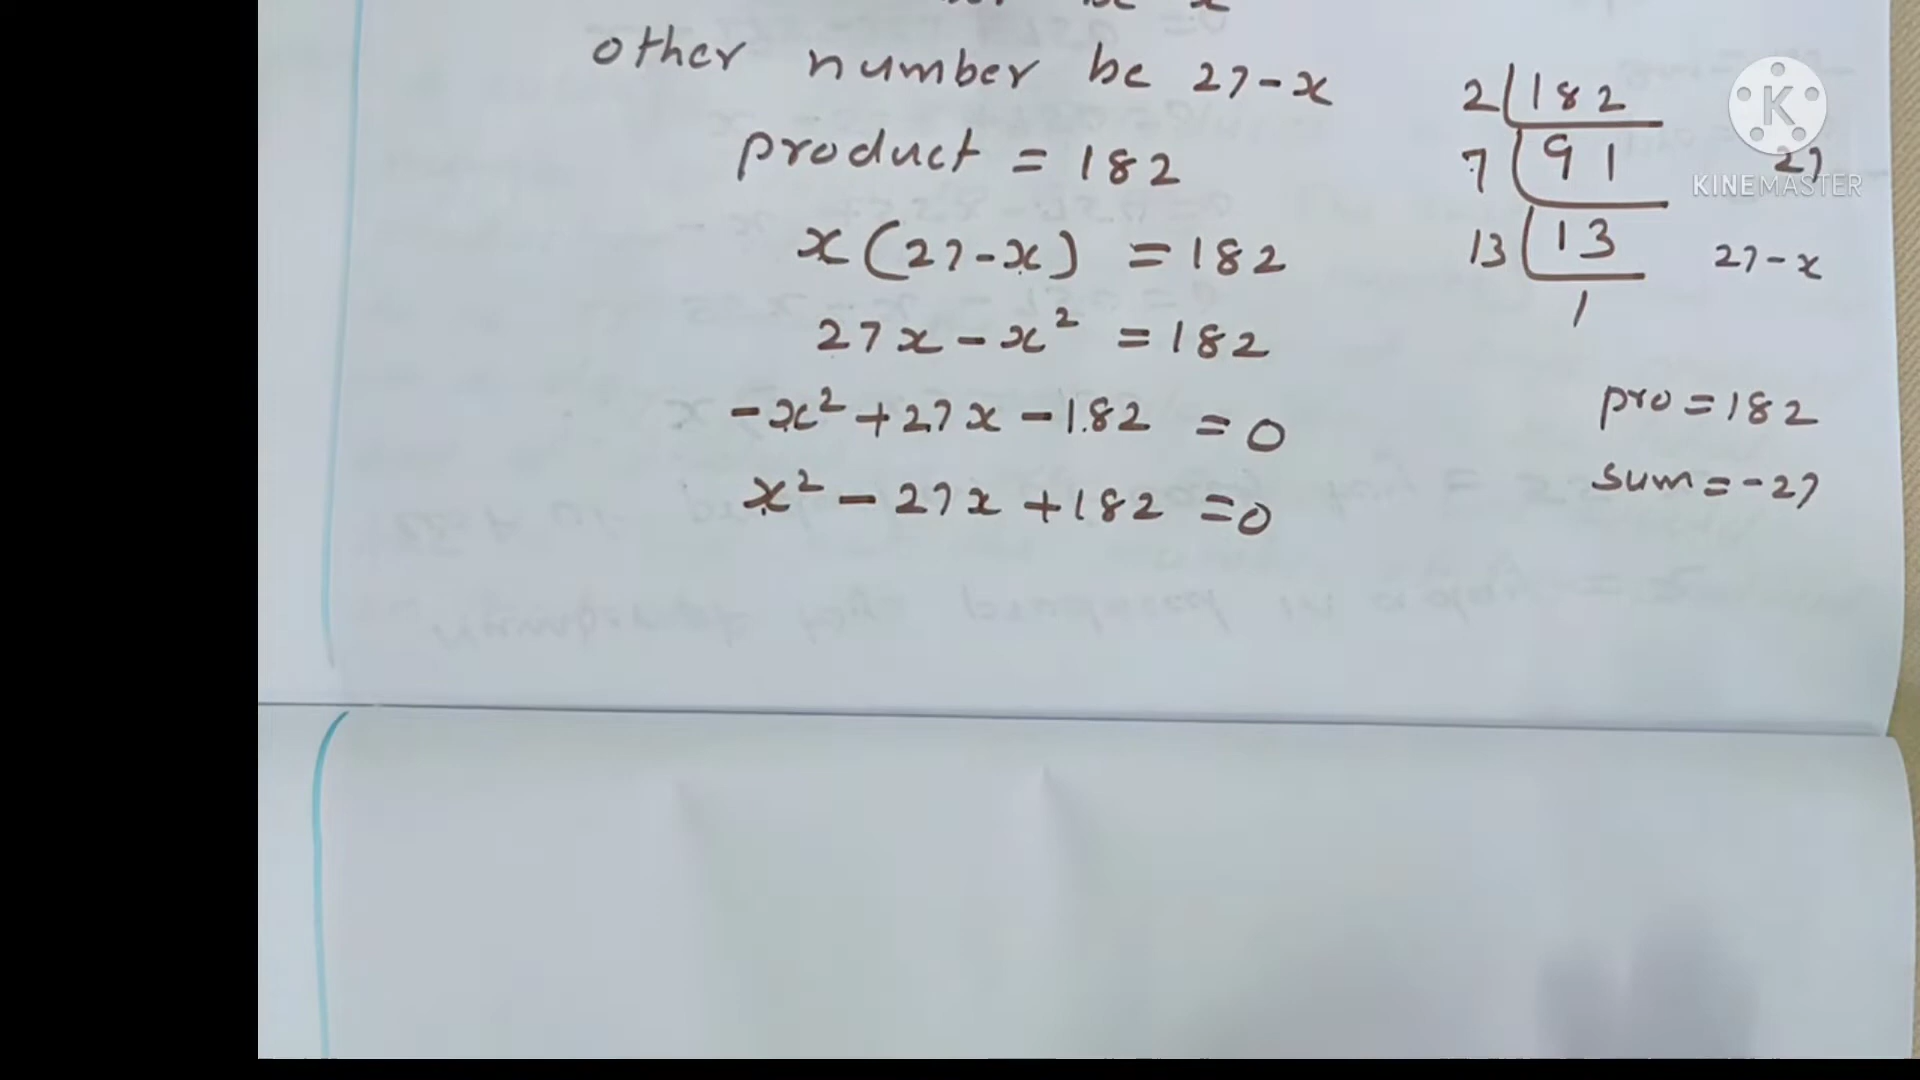 be x
other number be 27-x
product = 182
x(27-x) = 182
27x-x² = 182
-x²+27x-182 = 0
x²-27x+182 = 0
2 182
7 91
13 13
1
27
27-x
pro = 182
sum = -27
K
KINEMASTER